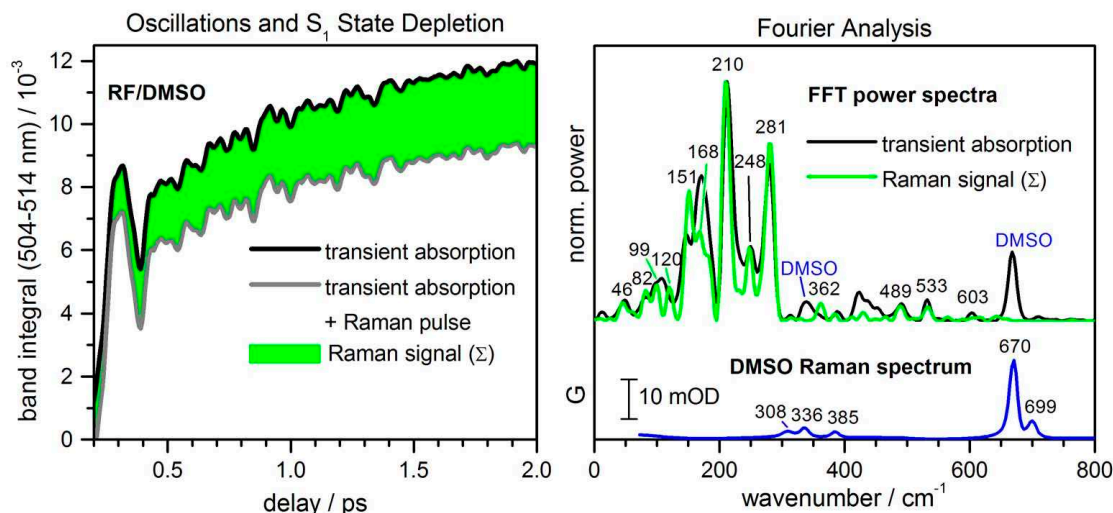 Oscillations and S₁ State Depletion
band integral (504-514 nm) / 10⁻³
12
10
8
6
4
2
0
RF/DMSO
transient absorption
transient absorption
+ Raman pulse
Raman signal (Σ)
0.5
1.0
1.5
2.0
delay / ps
Fourier Analysis
norm. power
FFT power spectra
transient absorption
Raman signal (Σ)
210
281
248
168
151
99
120
82
46
DMSO
362
489
533
603
DMSO
DMSO Raman spectrum
G
10 mOD
308
336
385
670
699
0
200
400
600
800
wavenumber / cm⁻¹